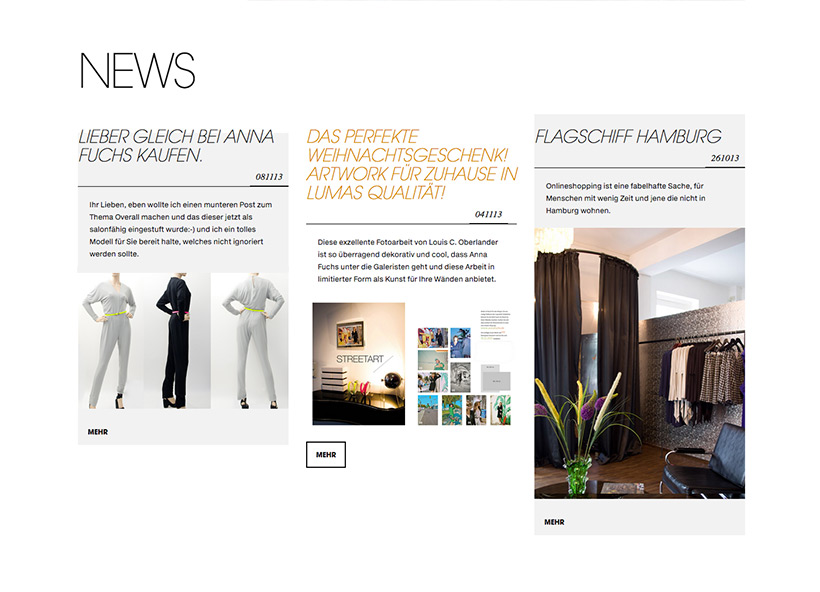 NEWS
LIEBER GLEICH BEI ANNA
FUCHS KAUFEN.
081113
Ihr Lieben, eben wollte ich einen munteren Post zum
Thema Overall machen und das dieser jetzt als
salonfähig eingestuft wurde:-) und ich ein tolles
Modell für Sie bereit halte, welches nicht ignoriert
werden sollte.
MEHR
DAS PERFEKTE
WEIHNACHTSGESCHENK!
ARTWORK FÜR ZUHAUSE IN
LUMAS QUALITÄT!
041113
Diese exzellente Fotoarbeit von Louis C. Oberlander
ist so überragend dekorativ und cool, dass Anna
Fuchs unter die Galeristen geht und diese Arbeit in
limitierter Form als Kunst für Ihre Wänden anbietet.
STREETART
MEHR
FLAGSCHIFF HAMBURG
261013
Onlineshopping ist eine fabelhafte Sache, für
Menschen mit wenig Zeit und jene die nicht in
Hamburg wohnen.
MEHR